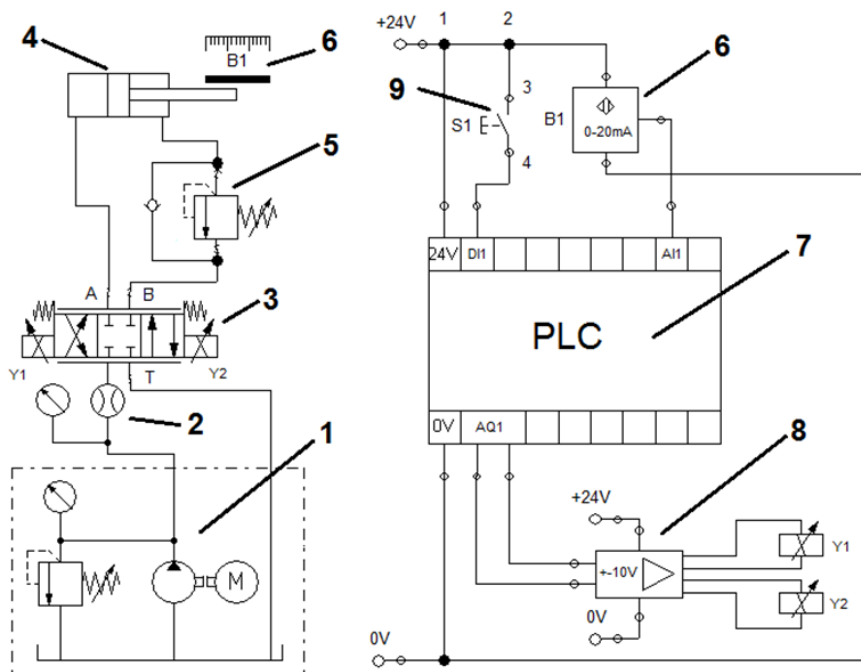 4
6
B1
5
A
B
3
Y1
T
Y2
2
1
M
+24V
1
2
9
3
S1
4
B1
0-20mA
6
24V
DI1
AI1
7
PLC
0V
AQ1
8
+24V
+-10V
Y1
0V
Y2
0V